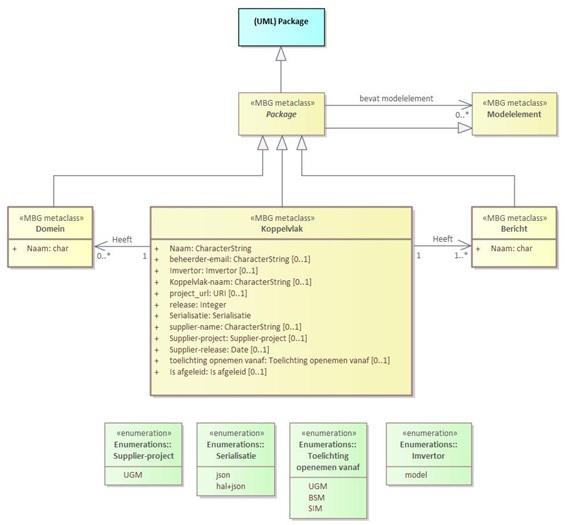 (UML) Package
«MBG metaclass»
Package
bevat modelelement
0..*
«MBG metaclass»
Modelelement
«MBG metaclass»
Domein
+ Naam: char
Heeft
0..*
1
«MBG metaclass»
Koppelvlak
+ Naam: CharacterString
+ beheerder-email: CharacterString [0..1]
+ Imvertor: Imvertor [0..1]
+ Koppelvlak-naam: CharacterString [0..1]
+ project_url: URI [0..1]
+ release: Integer
+ Serialisatie: Serialisatie
+ supplier-name: CharacterString [0..1]
+ Supplier-project: Supplier-project [0..1]
+ Supplier-release: Date [0..1]
+ toelichting opnemen vanaf: Toelichting openemen vanaf [0..1]
+ Is afgeleid: Is afgeleid [0..1]
Heeft
1
1..*
«MBG metaclass»
Bericht
+ Naam: char
«enumeration»
Enumerations::
Supplier-project
UGM
«enumeration»
Enumerations::
Serialisatie
json
hal+json
«enumeration»
Enumerations::
Toelichting
openemen vanaf
UGM
BSM
SIM
«enumeration»
Enumerations::
Imvertor
model